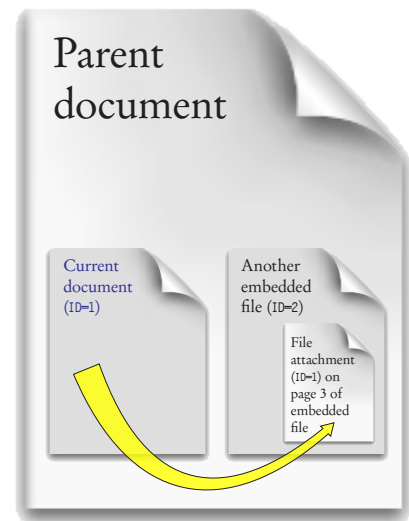 Parent
document
Current
document
(ID=1)
Another
embedded
file (ID=2)
File
attachment
(ID=1) on
page 3 of
embedded
file